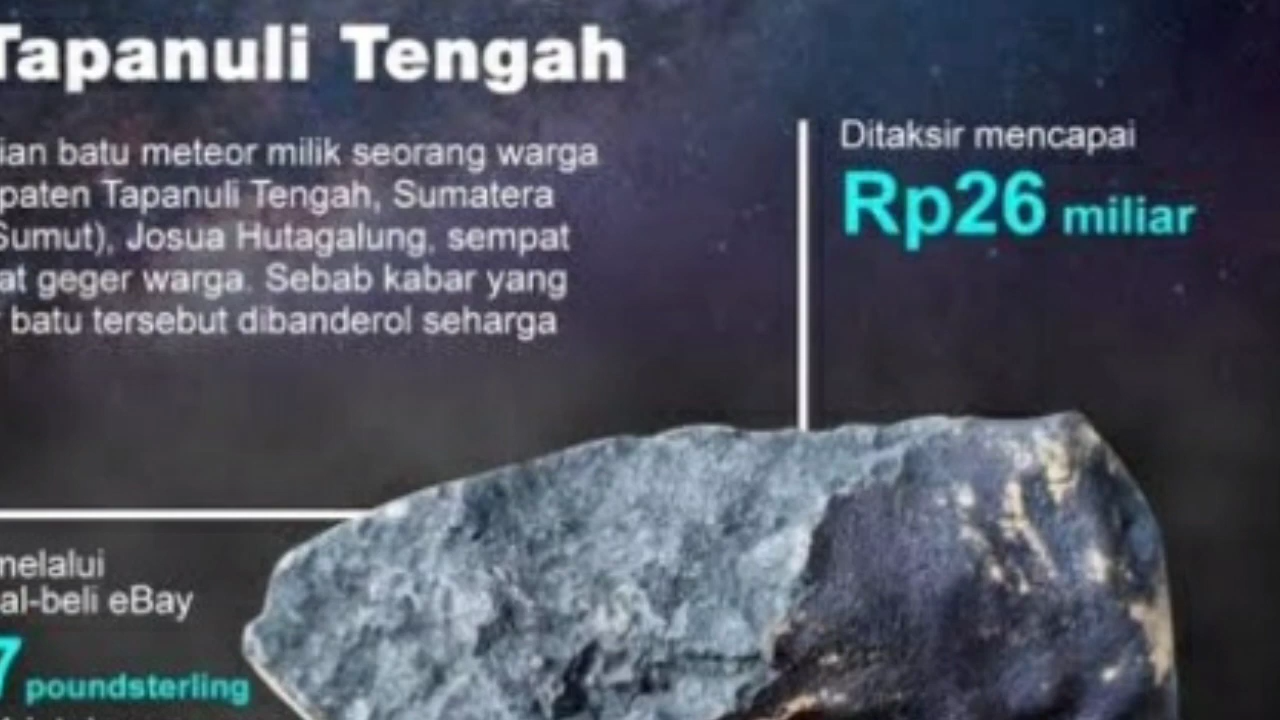 Tapanuli Tengah
ian batu meteor milik seorang warga
paten Tapanuli Tengah, Sumatera
Sumut), Josua Hutagalung, sempat
at geger warga. Sebab kabar yang
batu tersebut dibanderol seharga
Ditaksir mencapai
Rp26 miliar
melalui
al-beli eBay
7 poundsterling